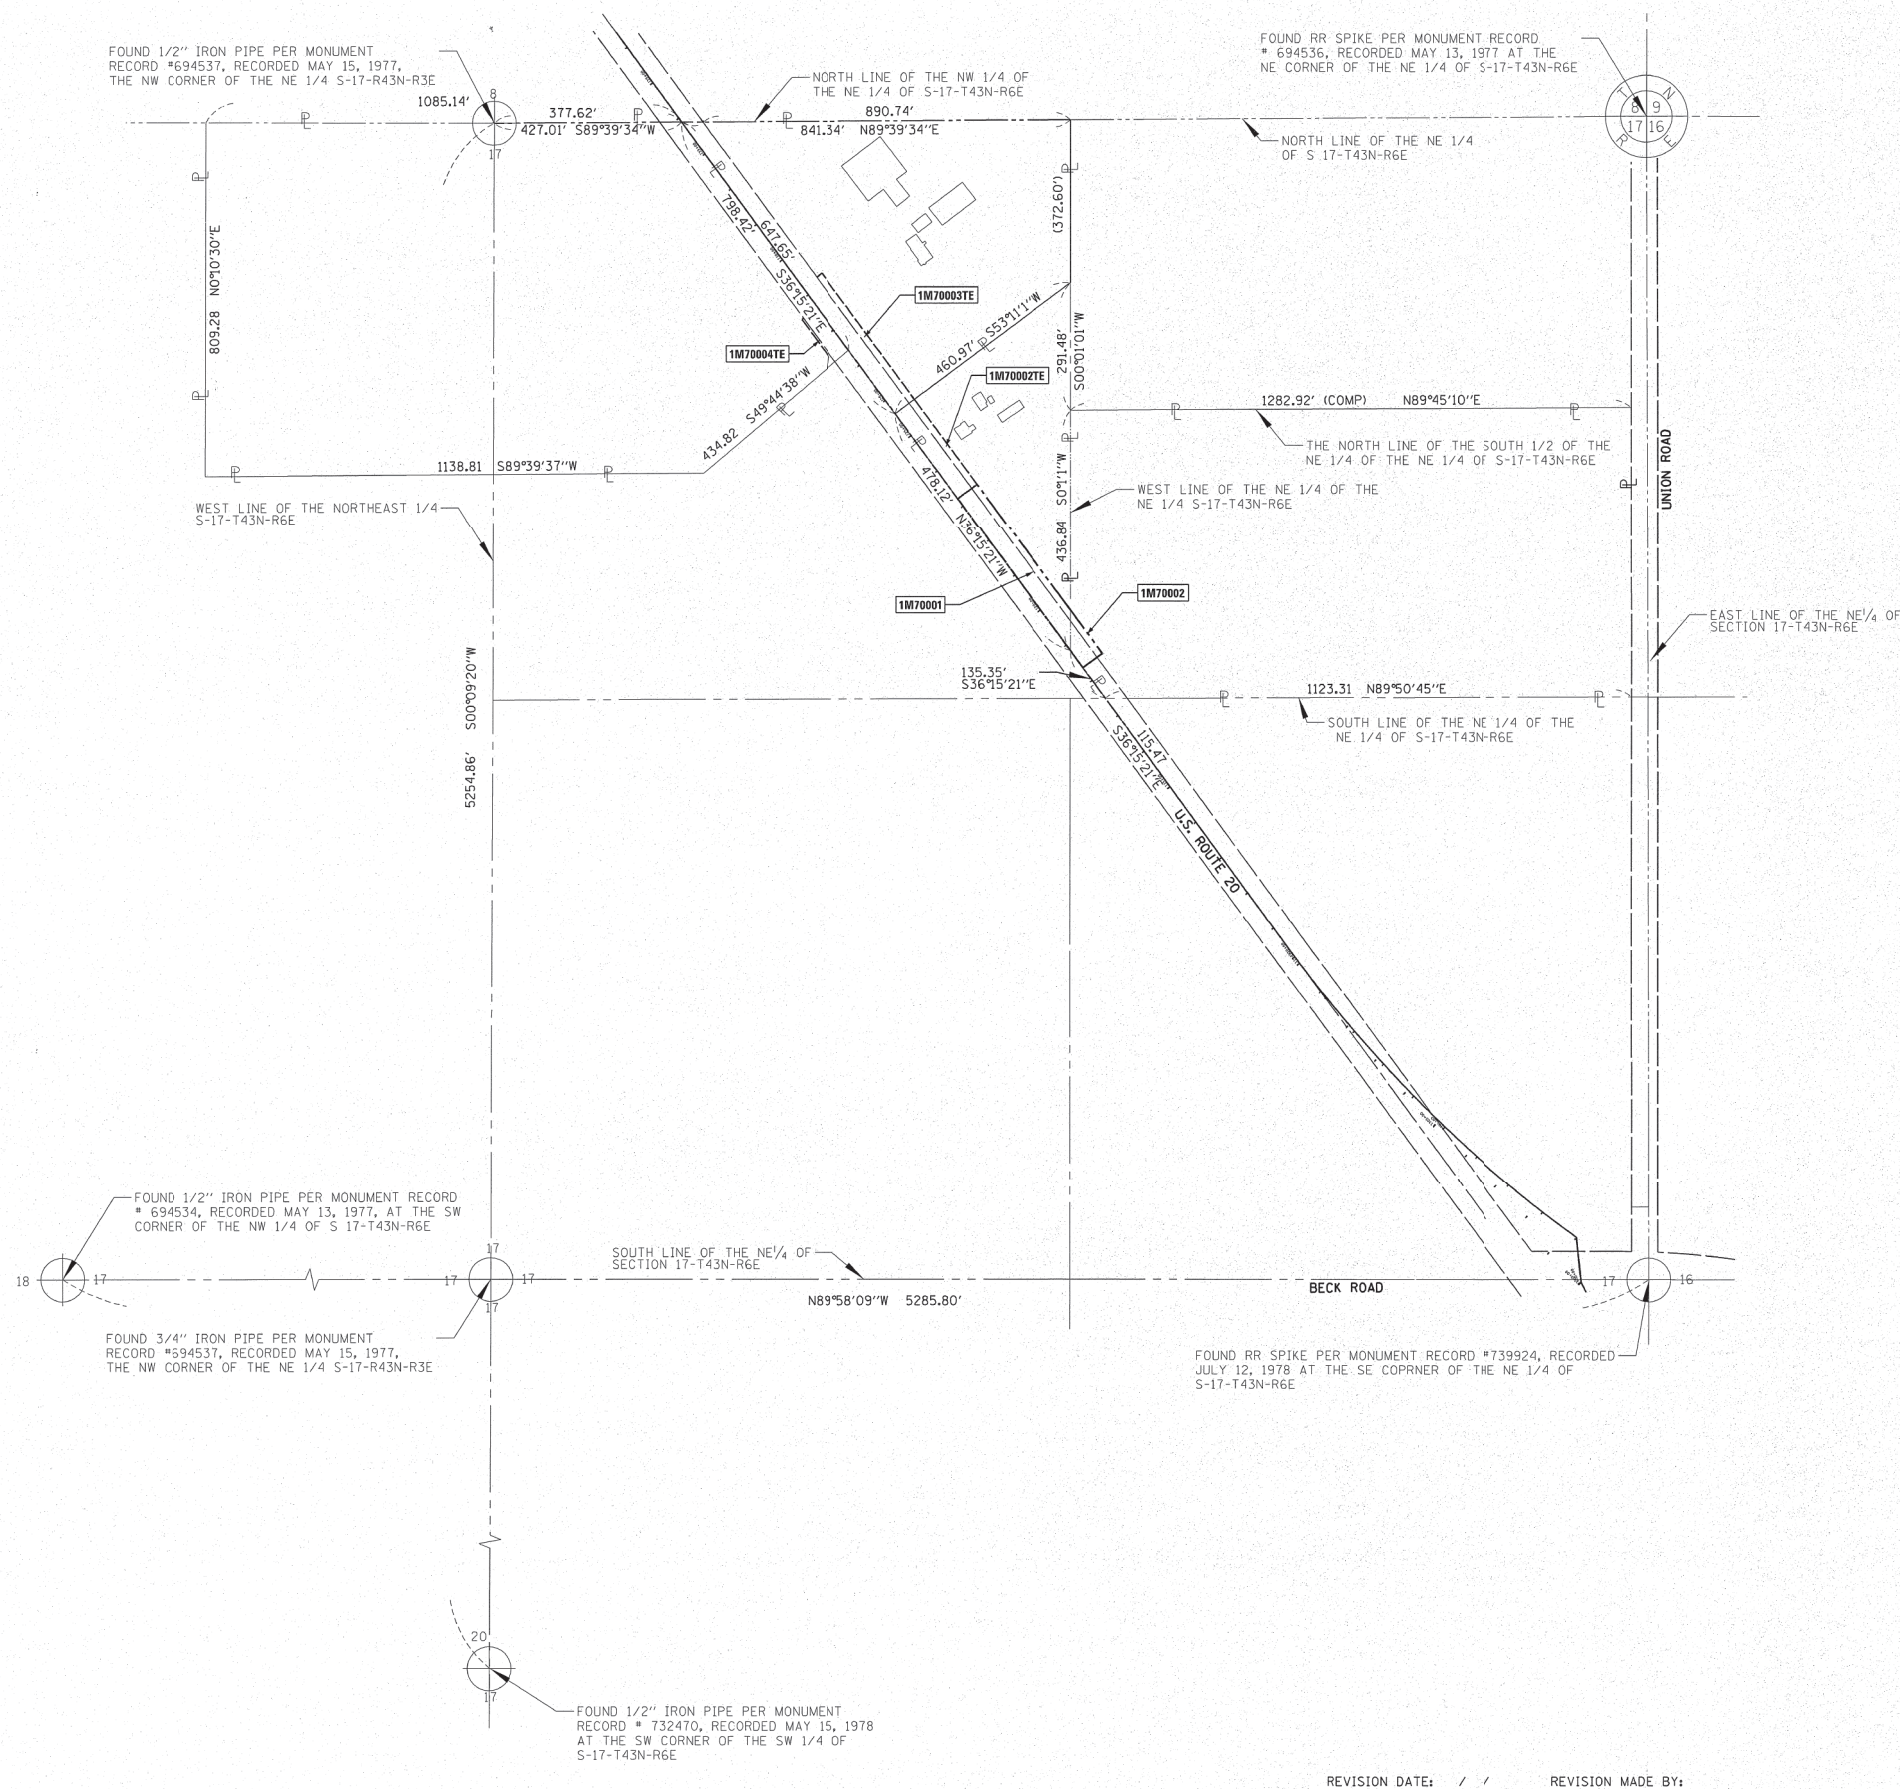 FOUND 1/2" IRON PIPE PER MONUMENT
RECORD #694537, RECORDED MAY 15, 1977,
THE NW CORNER OF THE NE 1/4 S-17-R43N-R3E
FOUND RR SPIKE PER MONUMENT RECORD
# 694536, RECORDED MAY 13, 1977 AT THE
NE CORNER OF THE NE 1/4 OF S-17-T43N-R6E
NORTH LINE OF THE NW 1/4 OF
THE NE 1/4 OF S-17-T43N-R6E
1085.14'
8
17
377.62'
427.01' S89°39'34"W
890.74'
841.34' N89°39'34"E
T N
8 9
17 16
R E
NORTH LINE OF THE NE 1/4
OF S 17-T43N-R6E
809.28 N0°10'30"E
798.42'
647.65'
S36°15'21"E
(372.60')
1M70003TE
1M70004TE
460.97' S53°11'1"W
291.48'
S00°01'01"W
1M70002TE
434.82 S49°44'38"W
1282.92' (COMP) N89°45'10"E
THE NORTH LINE OF THE SOUTH 1/2 OF THE
NE 1/4 OF THE NE 1/4 OF S-17-T43N-R6E
UNION ROAD
1138.81 S89°39'37"W
478.12'
N36°15'21"W
436.84 S0°1'1"W
WEST LINE OF THE NE 1/4 OF THE
NE 1/4 S-17-T43N-R6E
WEST LINE OF THE NORTHEAST 1/4
S-17-T43N-R6E
1M70001
1M70002
EAST LINE OF THE NE 1/4 OF
SECTION 17-T43N-R6E
5254.86' S00°09'20"W
135.35'
S36°15'21"E
1123.31 N89°50'45"E
SOUTH LINE OF THE NE 1/4 OF THE
NE 1/4 OF S-17-T43N-R6E
115.47
S36°15'21"E
U.S. ROUTE 20
FOUND 1/2" IRON PIPE PER MONUMENT RECORD
# 694534, RECORDED MAY 13, 1977, AT THE SW
CORNER OF THE NW 1/4 OF S 17-T43N-R6E
18 17
17
17 17
17
SOUTH LINE OF THE NE 1/4 OF
SECTION 17-T43N-R6E
N89°58'09"W 5285.80'
BECK ROAD
17 16
FOUND 3/4" IRON PIPE PER MONUMENT
RECORD #694537, RECORDED MAY 15, 1977,
THE NW CORNER OF THE NE 1/4 S-17-R43N-R3E
FOUND RR SPIKE PER MONUMENT RECORD #739924, RECORDED
JULY 12, 1978 AT THE SE COPRNER OF THE NE 1/4 OF
S-17-T43N-R6E
20
17
FOUND 1/2" IRON PIPE PER MONUMENT
RECORD # 732470, RECORDED MAY 15, 1978
AT THE SW CORNER OF THE SW 1/4 OF
S-17-T43N-R6E
REVISION DATE: / / REVISION MADE BY: